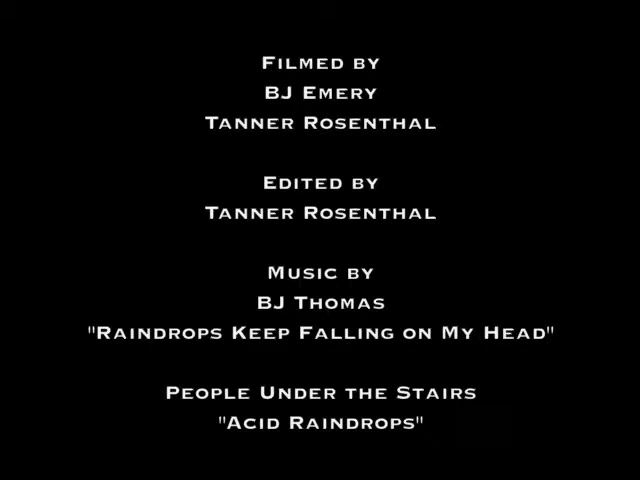 Filmed by
BJ Emery
Tanner Rosenthal
Edited by
Tanner Rosenthal
Music by
BJ Thomas
"Raindrops Keep Falling on My Head"
People Under the Stairs
"Acid Raindrops"